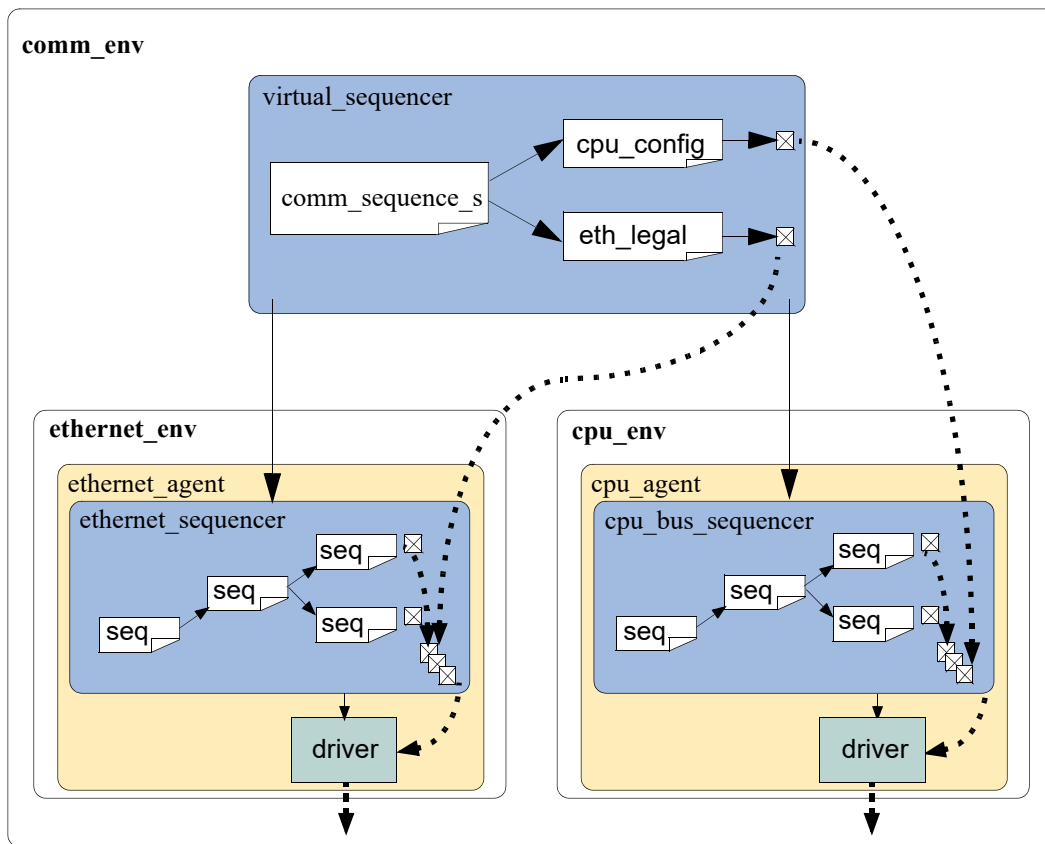 comm_env
virtual_sequencer
cpu_config
comm_sequence_s
eth_legal
ethernet_env
ethernet_agent
ethernet_sequencer
seq
seq
seq
seq
driver
cpu_env
cpu_agent
cpu_bus_sequencer
seq
seq
seq
seq
driver